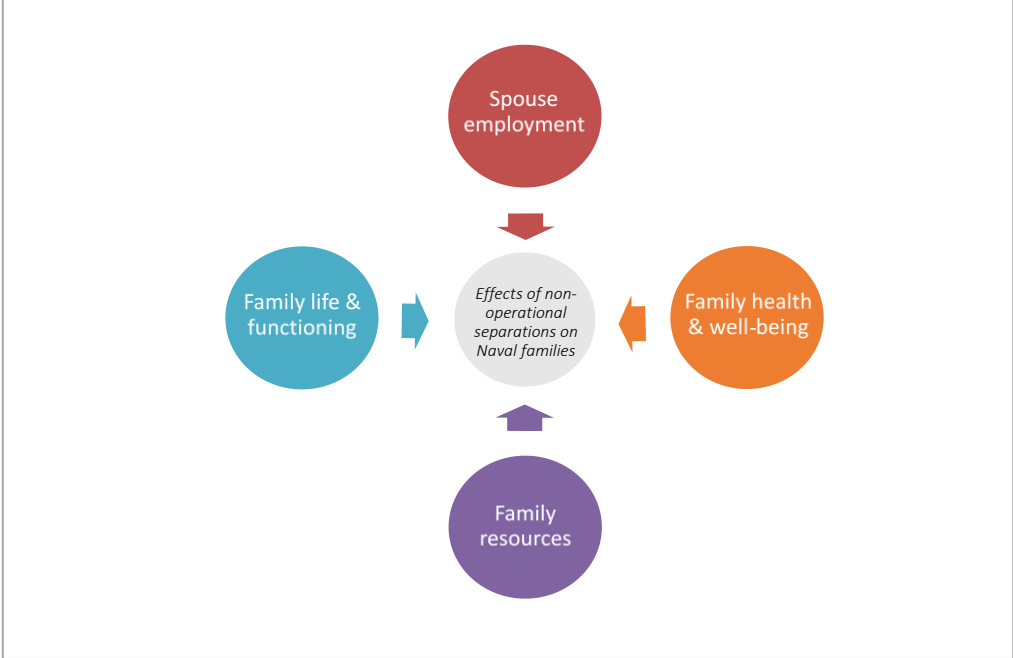 Spouse
employment
Family life &
functioning
Effects of non-
operational
separations on
Naval families
Family health
& well-being
Family
resources